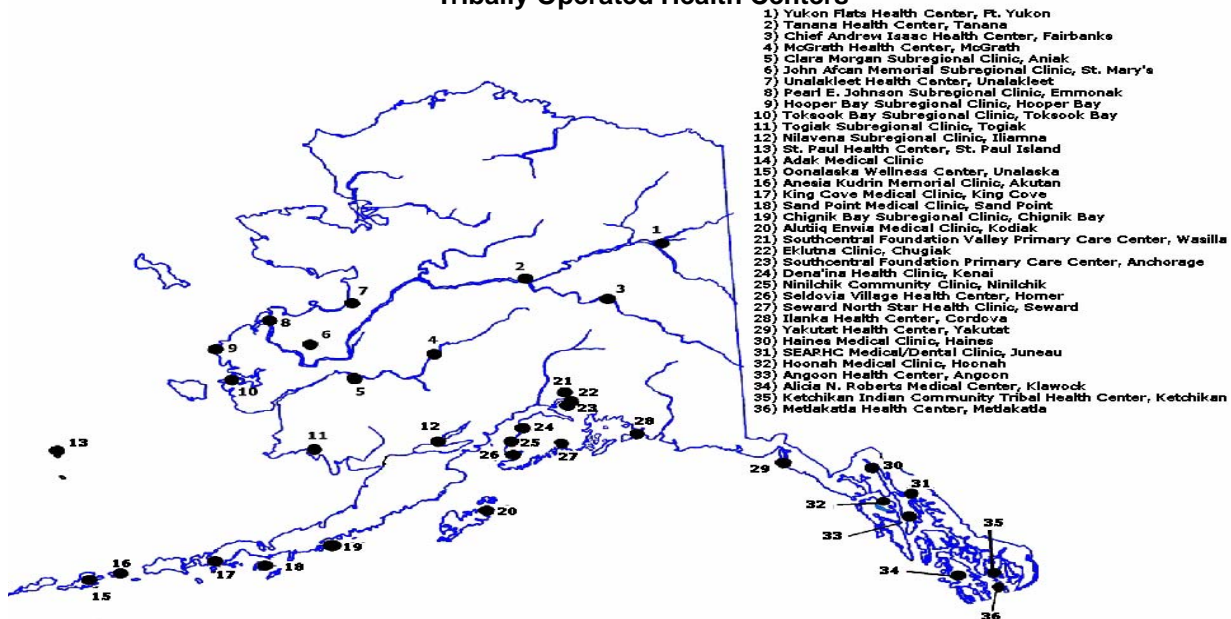 Tribally Operated Health Centers
1) Yukon Flats Health Center, Ft. Yukon
2) Tanana Health Center, Tanana
3) Chief Andrew Isaac Health Center, Fairbanks
4) McGrath Health Center, McGrath
5) Clara Morgan Subregional Clinic, Aniak
6) John Afcan Memorial Subregional Clinic, St. Mary's
7) Unalakleet Health Center, Unalakleet
8) Pearl E. Johnson Subregional Clinic, Emmonak
9) Hooper Bay Subregional Clinic, Hooper Bay
10) Toksook Bay Subregional Clinic, Toksook Bay
11) Togiak Subregional Clinic, Togiak
12) Nilavena Subregional Clinic, Iliamna
13) St. Paul Health Center, St. Paul Island
14) Adak Medical Clinic
15) Oonalaska Wellness Center, Unalaska
16) Anesia Kudrin Memorial Clinic, Akutan
17) King Cove Medical Clinic, King Cove
18) Sand Point Medical Clinic, Sand Point
19) Chignik Bay Subregional Clinic, Chignik Bay
20) Alutiiq Enwia Medical Clinic, Kodiak
21) Southcentral Foundation Valley Primary Care Center, Wasilla
22) Eklutna Clinic, Chugiak
23) Southcentral Foundation Primary Care Center, Anchorage
24) Dena'ina Health Clinic, Kenai
25) Ninilchik Community Clinic, Ninilchik
26) Seldovia Village Health Center, Homer
27) Seward North Star Health Clinic, Seward
28) Ilanka Health Center, Cordova
29) Yakutat Health Center, Yakutat
30) Haines Medical Clinic, Haines
31) SEARHC Medical/Dental Clinic, Juneau
32) Hoonah Medical Clinic, Hoonah
33) Angoon Health Center, Angoon
34) Alicia N. Roberts Medical Center, Klawock
35) Ketchikan Indian Community Tribal Health Center, Ketchikan
36) Metlakatla Health Center, Metlakatla
1
2
3
7
8
6
9
4
10
5
21
22
23
24
28
13
11
12
25
26
27
29
30
31
32
20
33
35
19
16
17
18
34
15
36